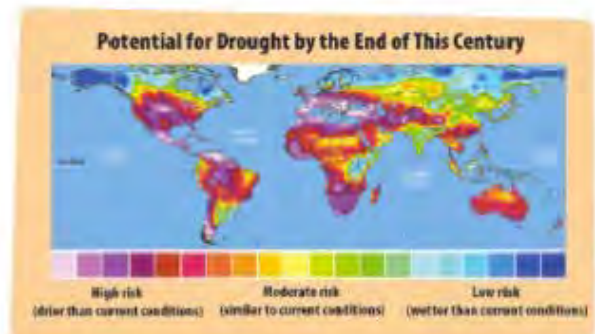 Potential for Drought by the End of This Century
High risk
(drier than current conditions)
Moderate risk
(similar to current conditions)
Low risk
(wetter than current conditions)